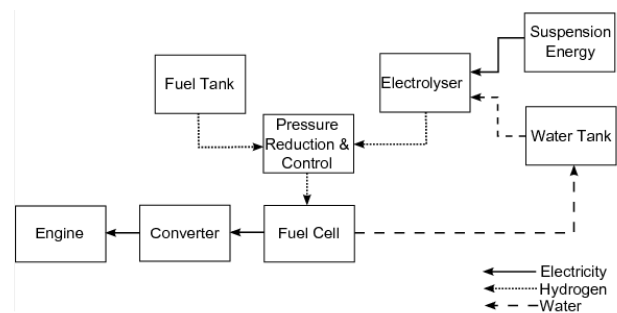 Suspension
Energy
Fuel Tank
Electrolyser
Pressure
Reduction &
Control
Water Tank
Engine
Converter
Fuel Cell
Electricity
Hydrogen
Water